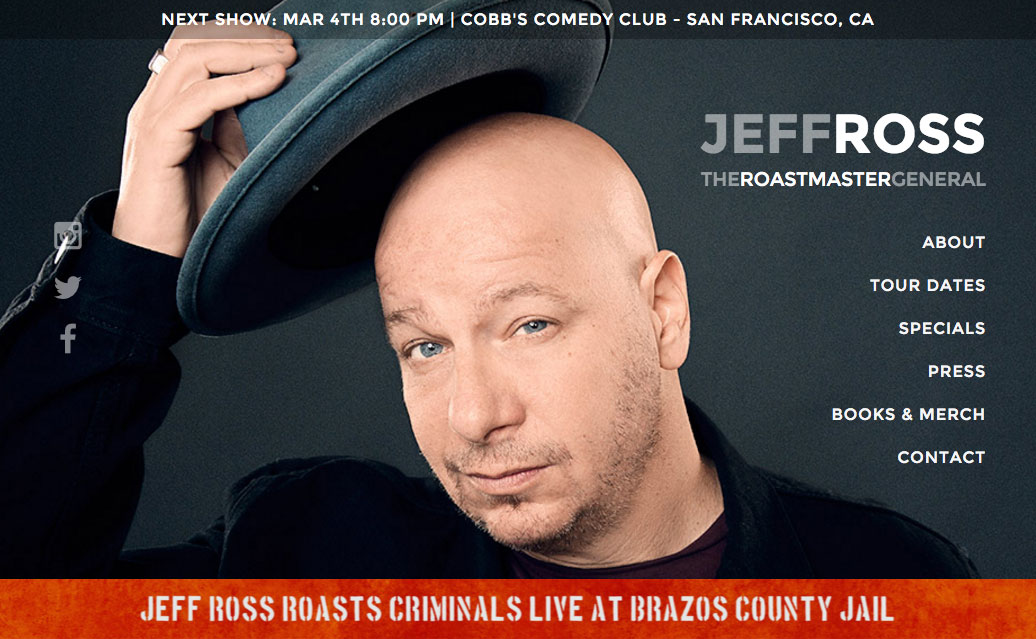 NEXT SHOW: MAR 4TH 8:00 PM | COBB'S COMEDY CLUB - SAN FRANCISCO, CA
JEFFROSS
THEROASTMASTERGENERAL
ABOUT
TOUR DATES
SPECIALS
PRESS
BOOKS & MERCH
CONTACT
JEFF ROSS ROASTS CRIMINALS LIVE AT BRAZOS COUNTY JAIL